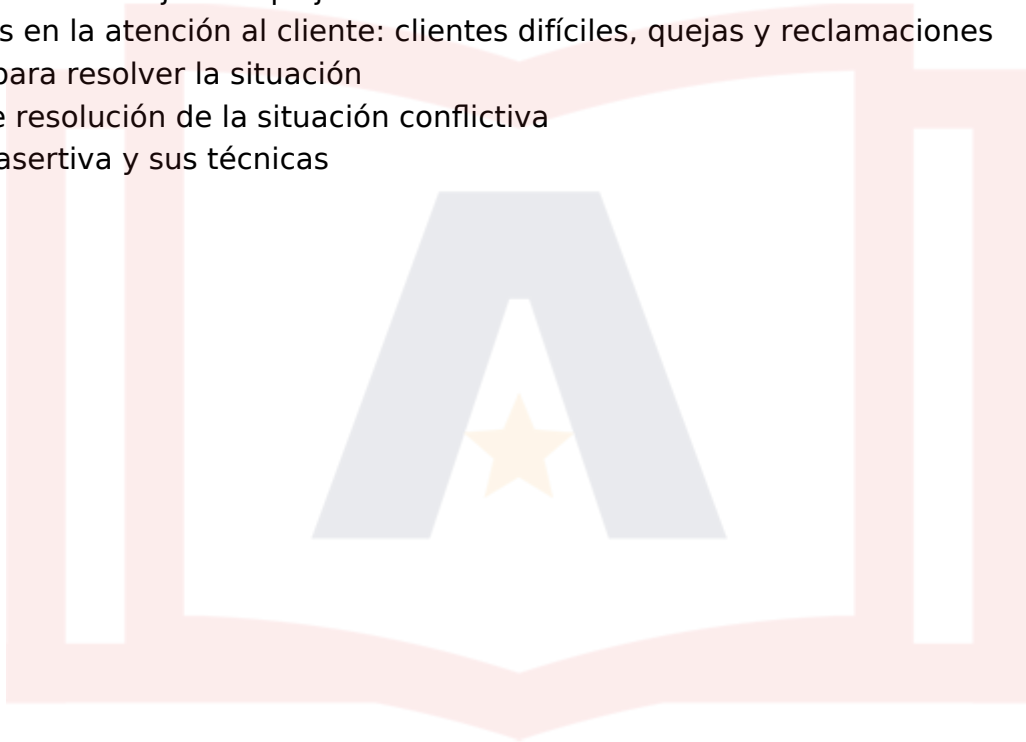 s en la atención al cliente: clientes difíciles, quejas y reclamaciones
para resolver la situación
e resolución de la situación conflictiva
asertiva y sus técnicas